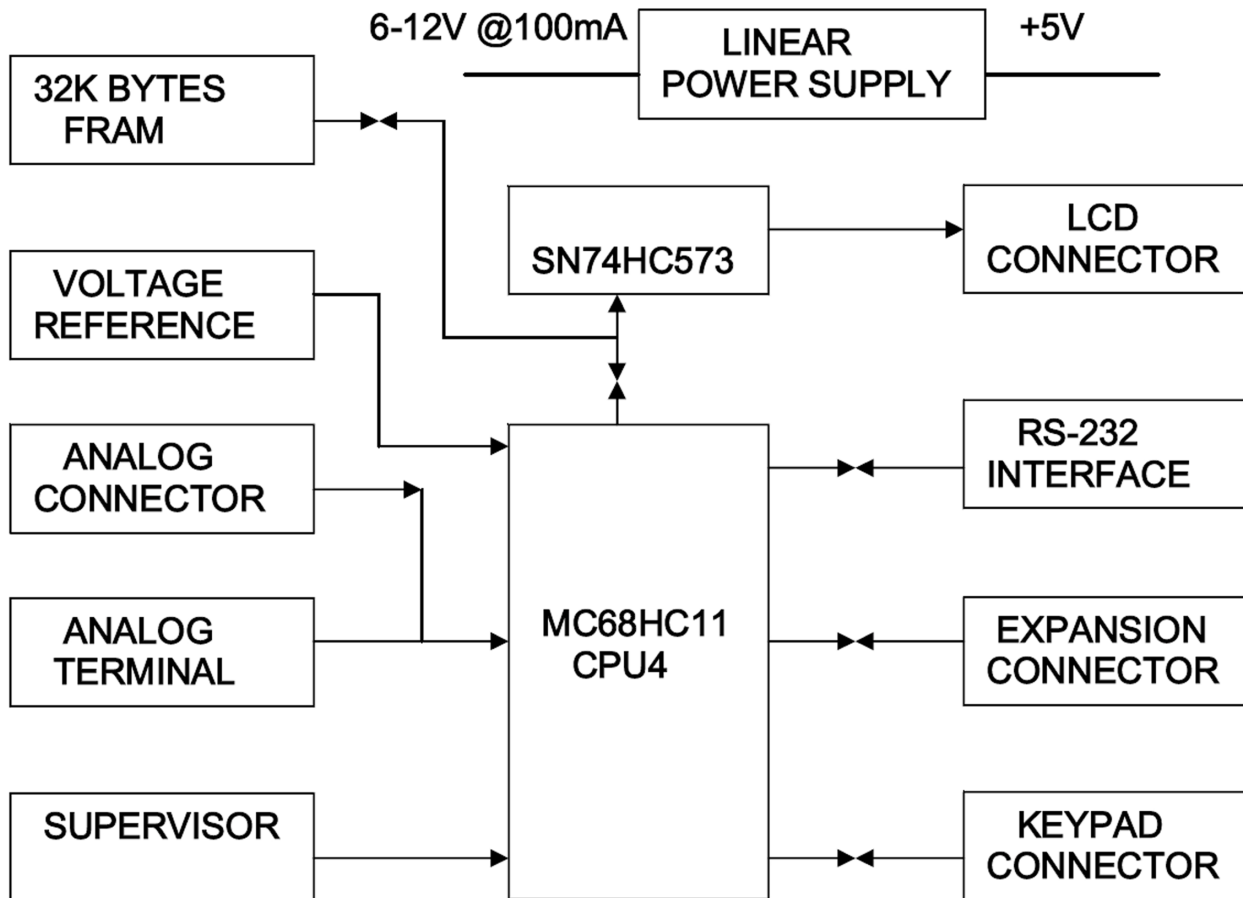 6-12V @100mA
LINEAR
POWER SUPPLY
+5V
32K BYTES
FRAM
SN74HC573
LCD
CONNECTOR
VOLTAGE
REFERENCE
ANALOG
CONNECTOR
RS-232
INTERFACE
MC68HC11
CPU4
ANALOG
TERMINAL
EXPANSION
CONNECTOR
SUPERVISOR
KEYPAD
CONNECTOR